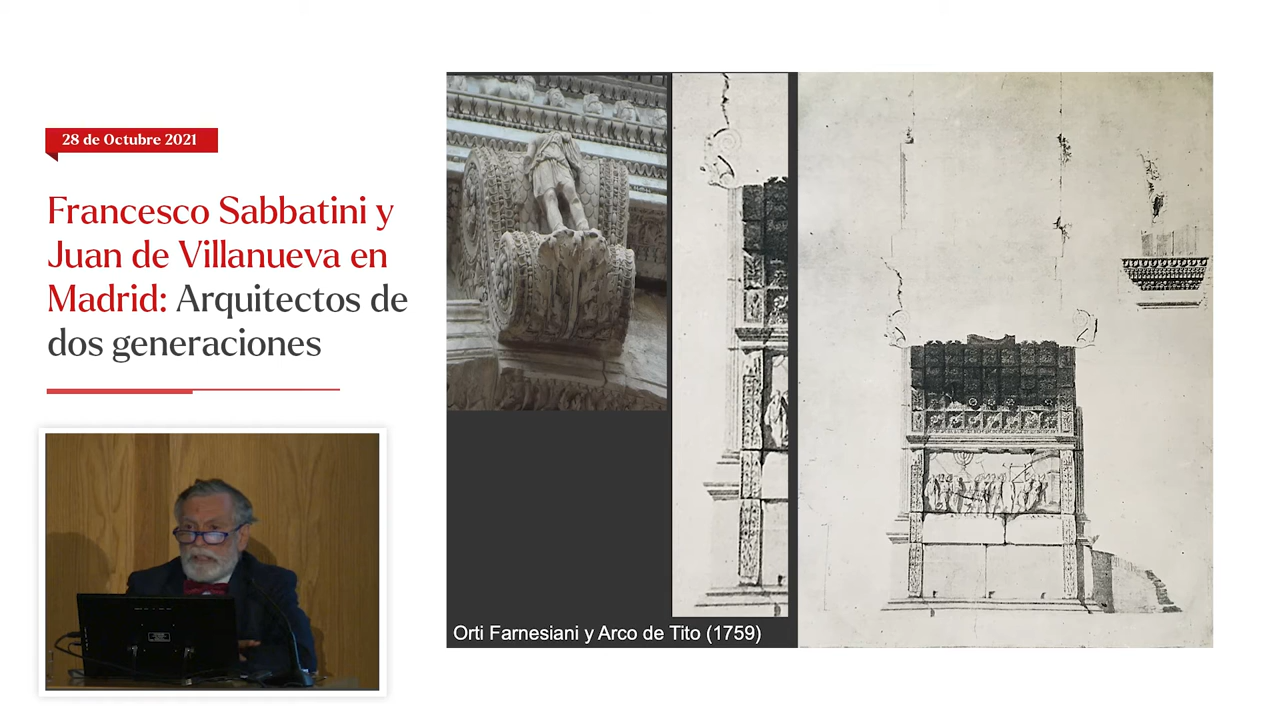 28 de Octubre 2021
Francesco Sabbatini y
Juan de Villanueva en
Madrid: Arquitectos de
dos generaciones
Orti Farnesiani y Arco de Tito (1759)